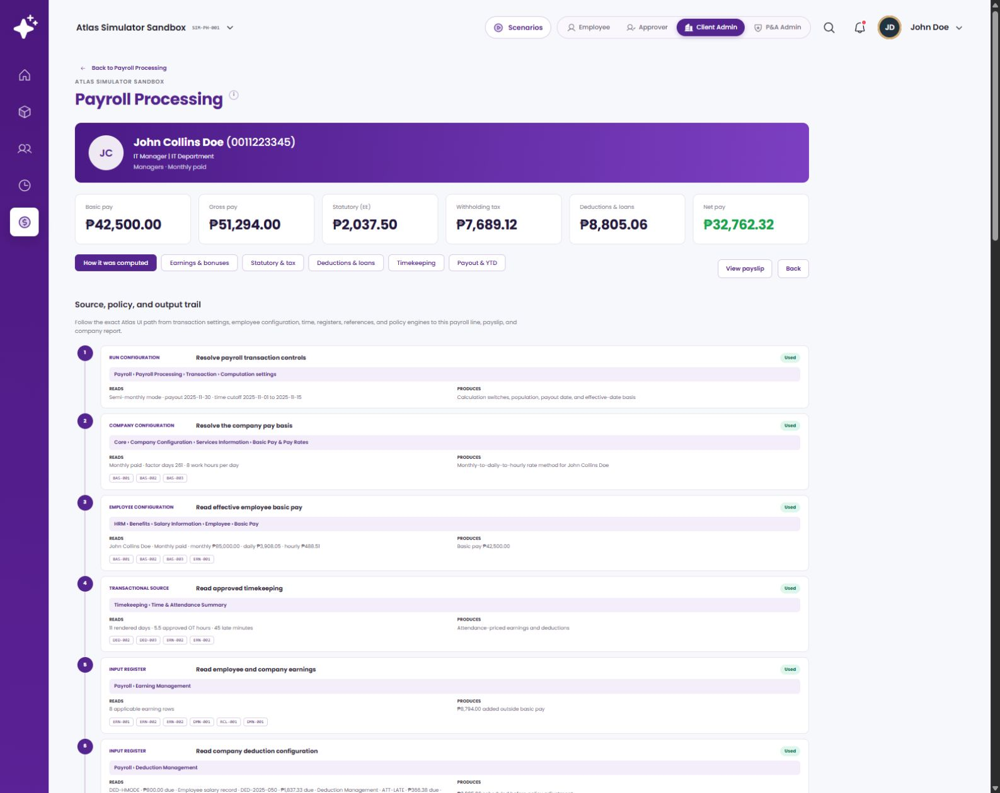 Atlas Simulator Sandbox SIM-PH-001
Scenarios
Employee
Approver
Client Admin
P&A Admin
JD
John Doe
← Back to Payroll Processing
ATLAS SIMULATOR SANDBOX
Payroll Processing
JC
John Collins Doe (0011223345)
IT Manager | IT Department
Managers · Monthly paid
Basic pay
₱42,500.00
Gross pay
₱51,294.00
Statutory (EE)
₱2,037.50
Withholding tax
₱7,689.12
Deductions & loans
₱8,805.06
Net pay
₱32,762.32
How it was computed
Earnings & bonuses
Statutory & tax
Deductions & loans
Timekeeping
Payout & YTD
View payslip
Back
Source, policy, and output trail
Follow the exact Atlas UI path from transaction settings, employee configuration, time, registers, references, and policy engines to this payroll line, payslip, and
company report.
1
RUN CONFIGURATION Resolve payroll transaction controls Used
Payroll › Payroll Processing › Transaction › Computation settings
READS PRODUCES
Semi-monthly mode · payout 2025-11-30 · time cutoff 2025-11-01 to 2025-11-15 Calculation switches, population, payout date, and effective-date basis
2
COMPANY CONFIGURATION Resolve the company pay basis Used
Core › Company Configuration › Services Information › Basic Pay & Pay Rates
READS PRODUCES
Monthly paid · factor days 261 · 8 work hours per day Monthly-to-daily-to-hourly rate method for John Collins Doe
BAS-001 BAS-002 BAS-003
3
EMPLOYEE CONFIGURATION Read effective employee basic pay Used
HRM › Benefits › Salary Information › Employee › Basic Pay
READS PRODUCES
John Collins Doe · Monthly paid · monthly ₱85,000.00 · daily ₱3,908.05 · hourly ₱488.51 Basic pay ₱42,500.00
BAS-001 BAS-002 BAS-003 ERN-001
4
TRANSACTIONAL SOURCE Read approved timekeeping Used
Timekeeping › Time & Attendance Summary
READS PRODUCES
11 rendered days · 5.5 approved OT hours · 45 late minutes Attendance-priced earnings and deductions
DED-002 DED-003 ERN-002 ERN-002
5
INPUT REGISTER Read employee and company earnings Used
Payroll › Earning Management
READS PRODUCES
6 applicable earning rows ₱8,794.00 added outside basic pay
ERN-001 ERN-002 ERN-002 DMN-001 RCL-001 DMN-001
6
INPUT REGISTER Read company deduction configuration Used
Payroll › Deduction Management
READS PRODUCES
DED-HMODE · ₱800.00 due · Employee salary record · DED-2025-050 · ₱1,837.33 due · Deduction Management · ATT-LATE · ₱366.38 due ·